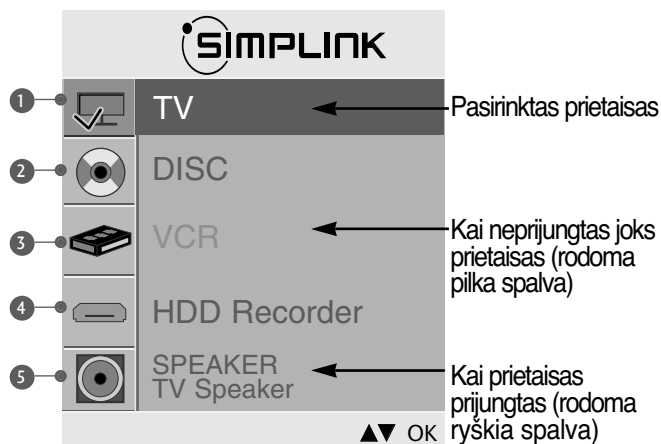 SIMPLINK
1
TV
Pasirinktas prietaisas
2
DISC
3
VCR
Kai neprijungtas joks
prietaisas (rodoma
pilka spalva)
4
HDD Recorder
5
SPEAKER
TV Speaker
Kai prietaisas
prijungtas (rodoma
ryškia spalva)
▲▼ OK